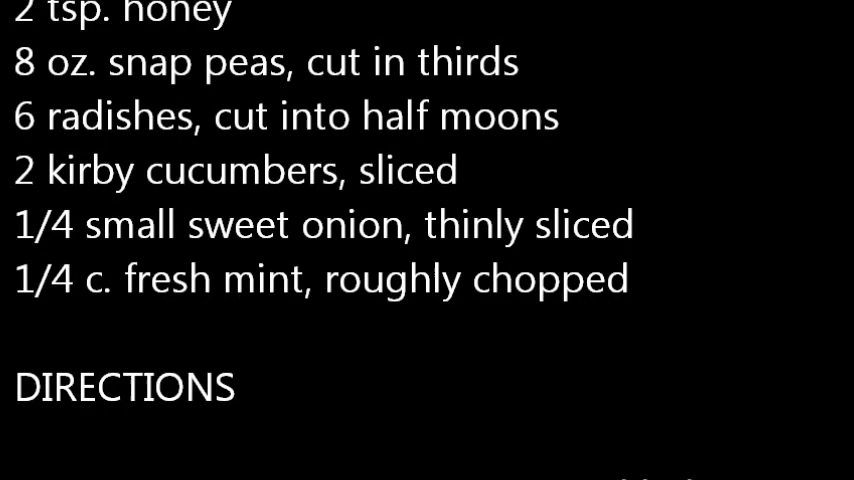 2 tsp. honey
8 oz. snap peas, cut in thirds
6 radishes, cut into half moons
2 kirby cucumbers, sliced
1/4 small sweet onion, thinly sliced
1/4 c. fresh mint, roughly chopped
DIRECTIONS